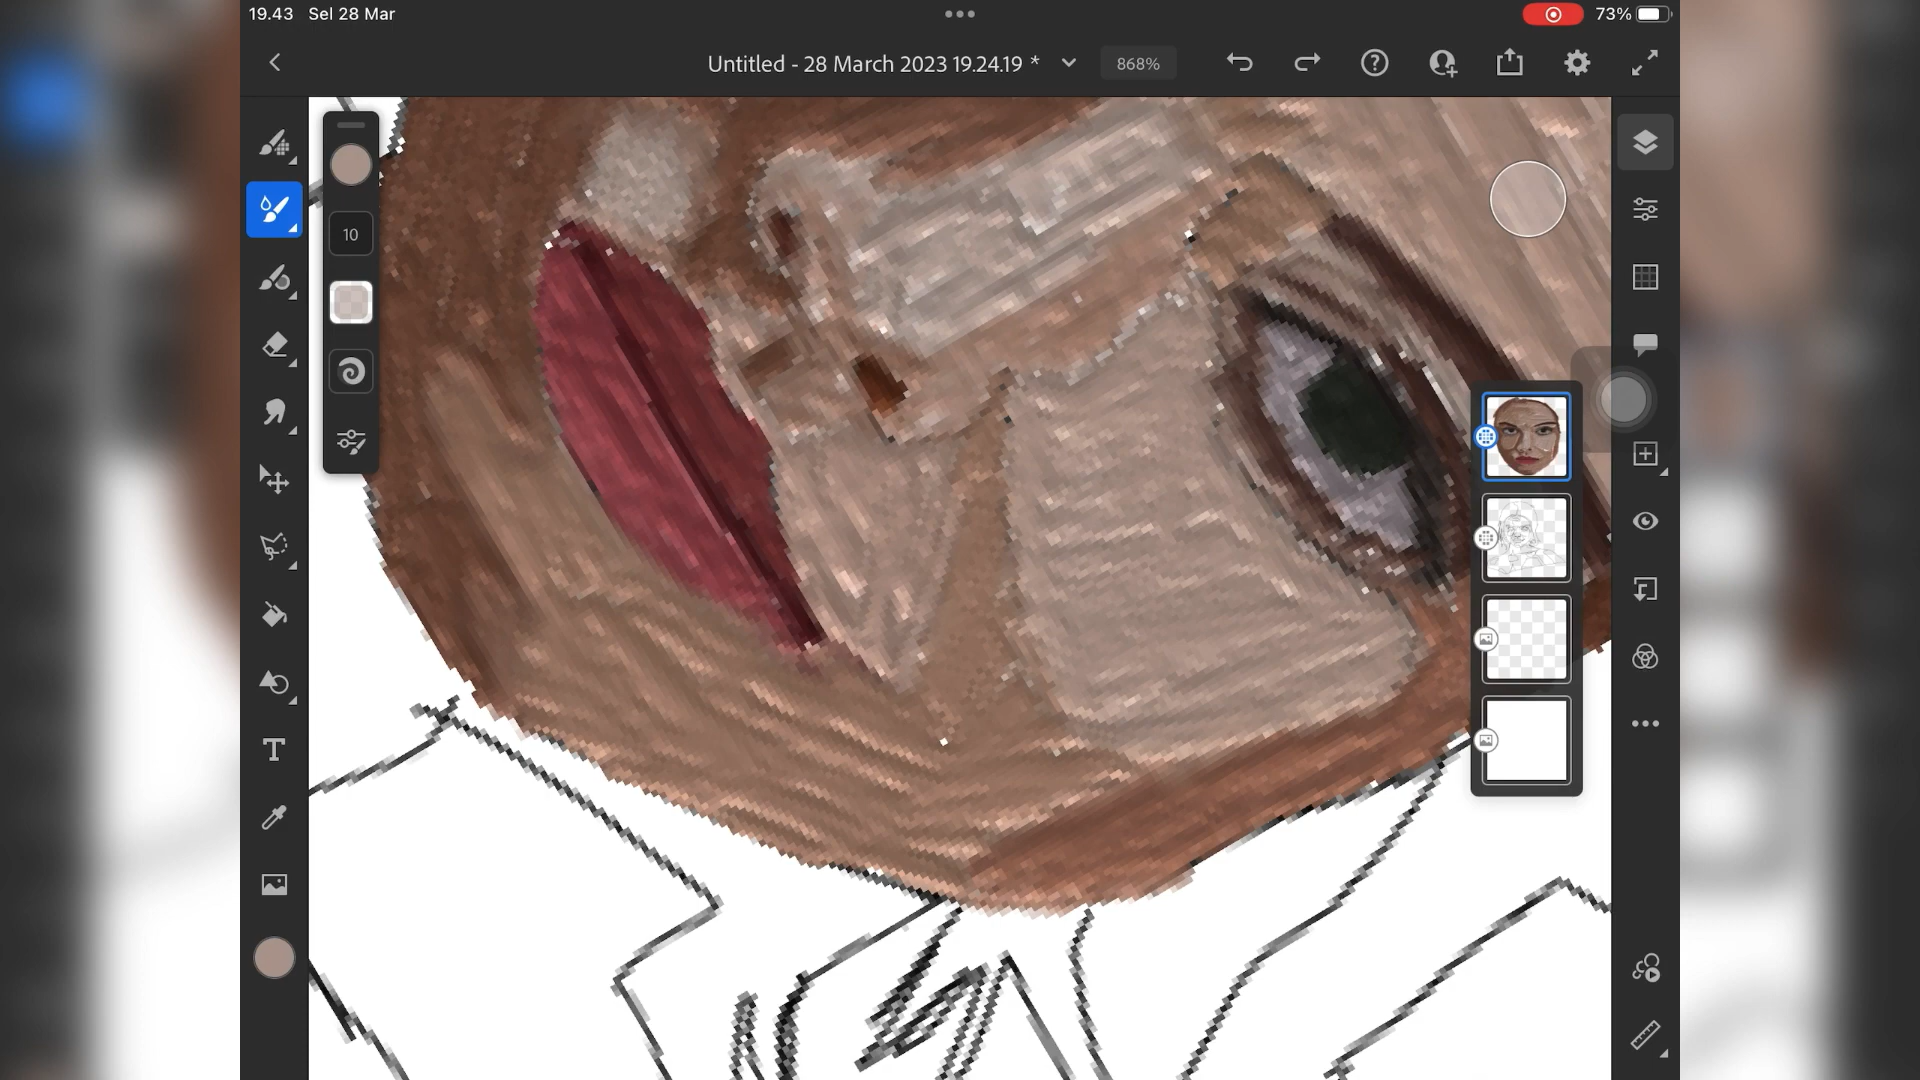 19.43 Sel 28 Mar
73%
Untitled - 28 March 2023 19.24.19 *
868%
10
T